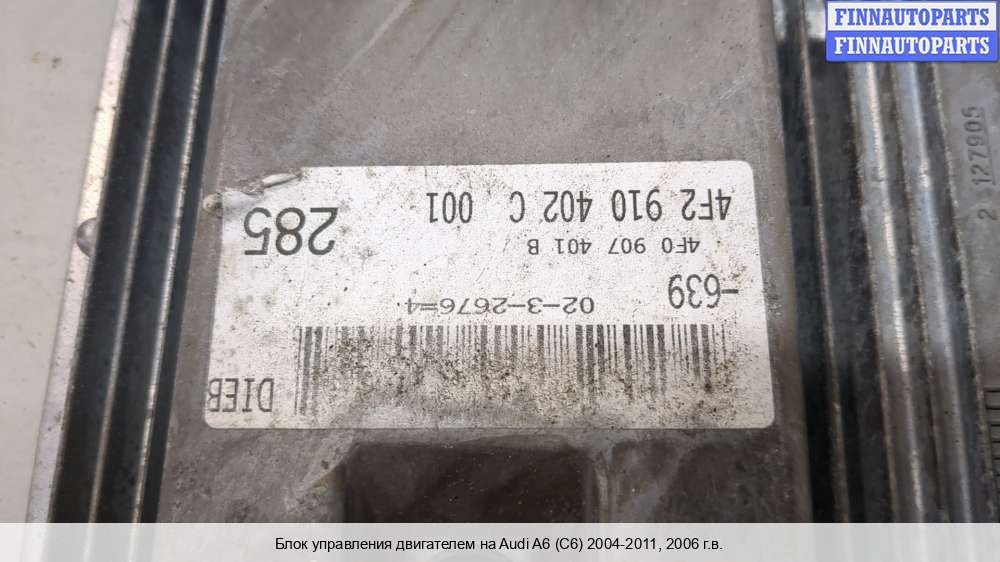 FINNAUTOPARTS
FINNAUTOPARTS
2 127905
4F2 910 402 C 001
4F0 907 401 B
285
-639
02-3-2676-4
DIEB
Блок управления двигателем на Audi A6 (C6) 2004-2011, 2006 г.в.